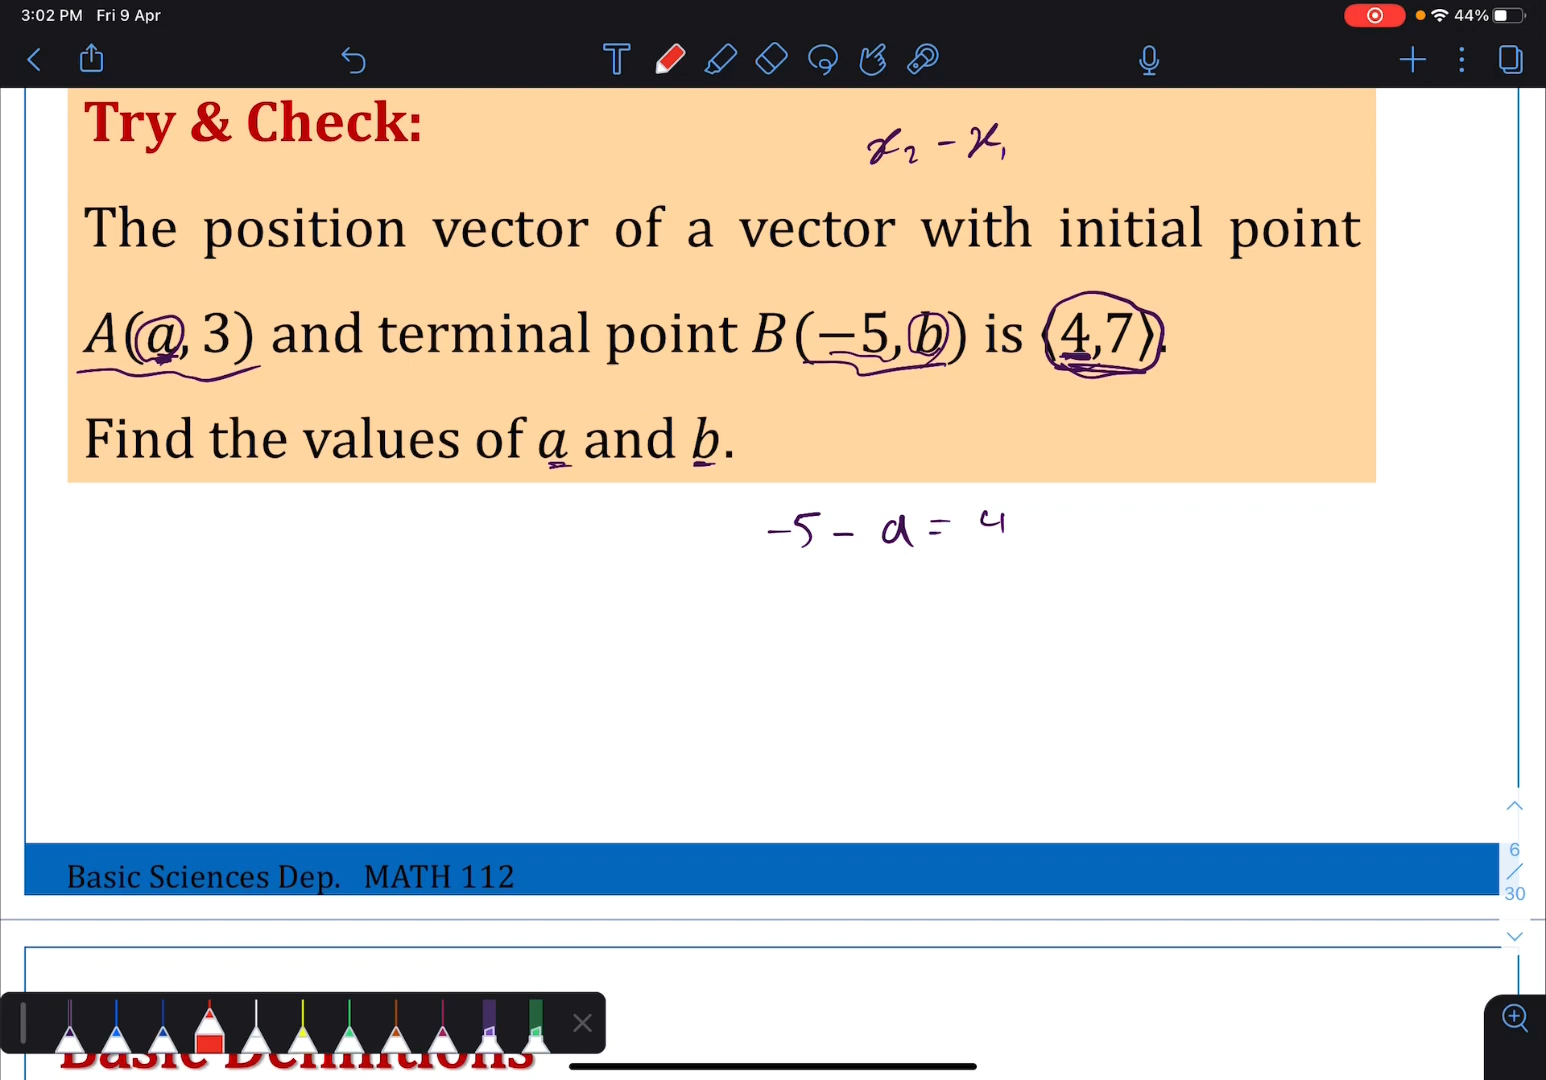 3:02 PM Fri 9 Apr
44%
Try & Check:
x₂ - x₁
The position vector of a vector with initial point
A(a, 3) and terminal point B(−5, b) is ⟨4,7⟩.
Find the values of a and b.
-5 - a = 4
6
/
30
Basic Sciences Dep. MATH 112
Basic Definitions